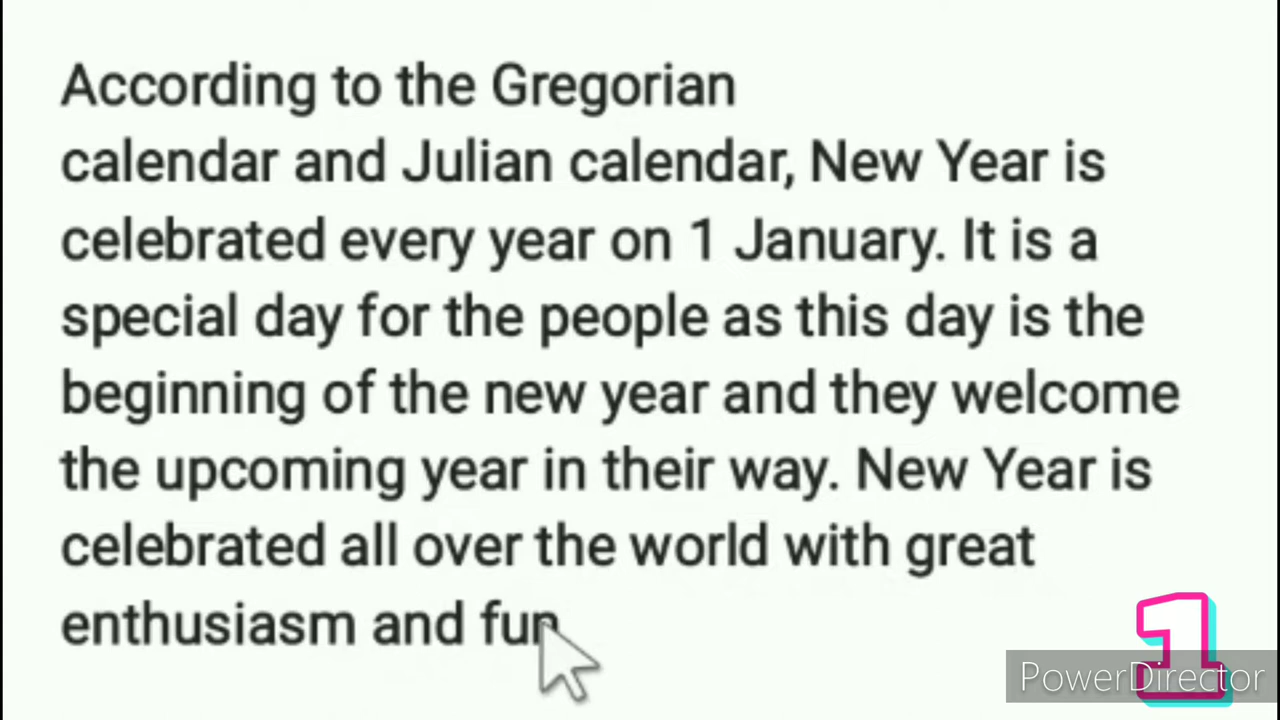 According to the Gregorian
calendar and Julian calendar, New Year is
celebrated every year on 1 January. It is a
special day for the people as this day is the
beginning of the new year and they welcome
the upcoming year in their way. New Year is
celebrated all over the world with great
enthusiasm and fun
1
PowerDirector